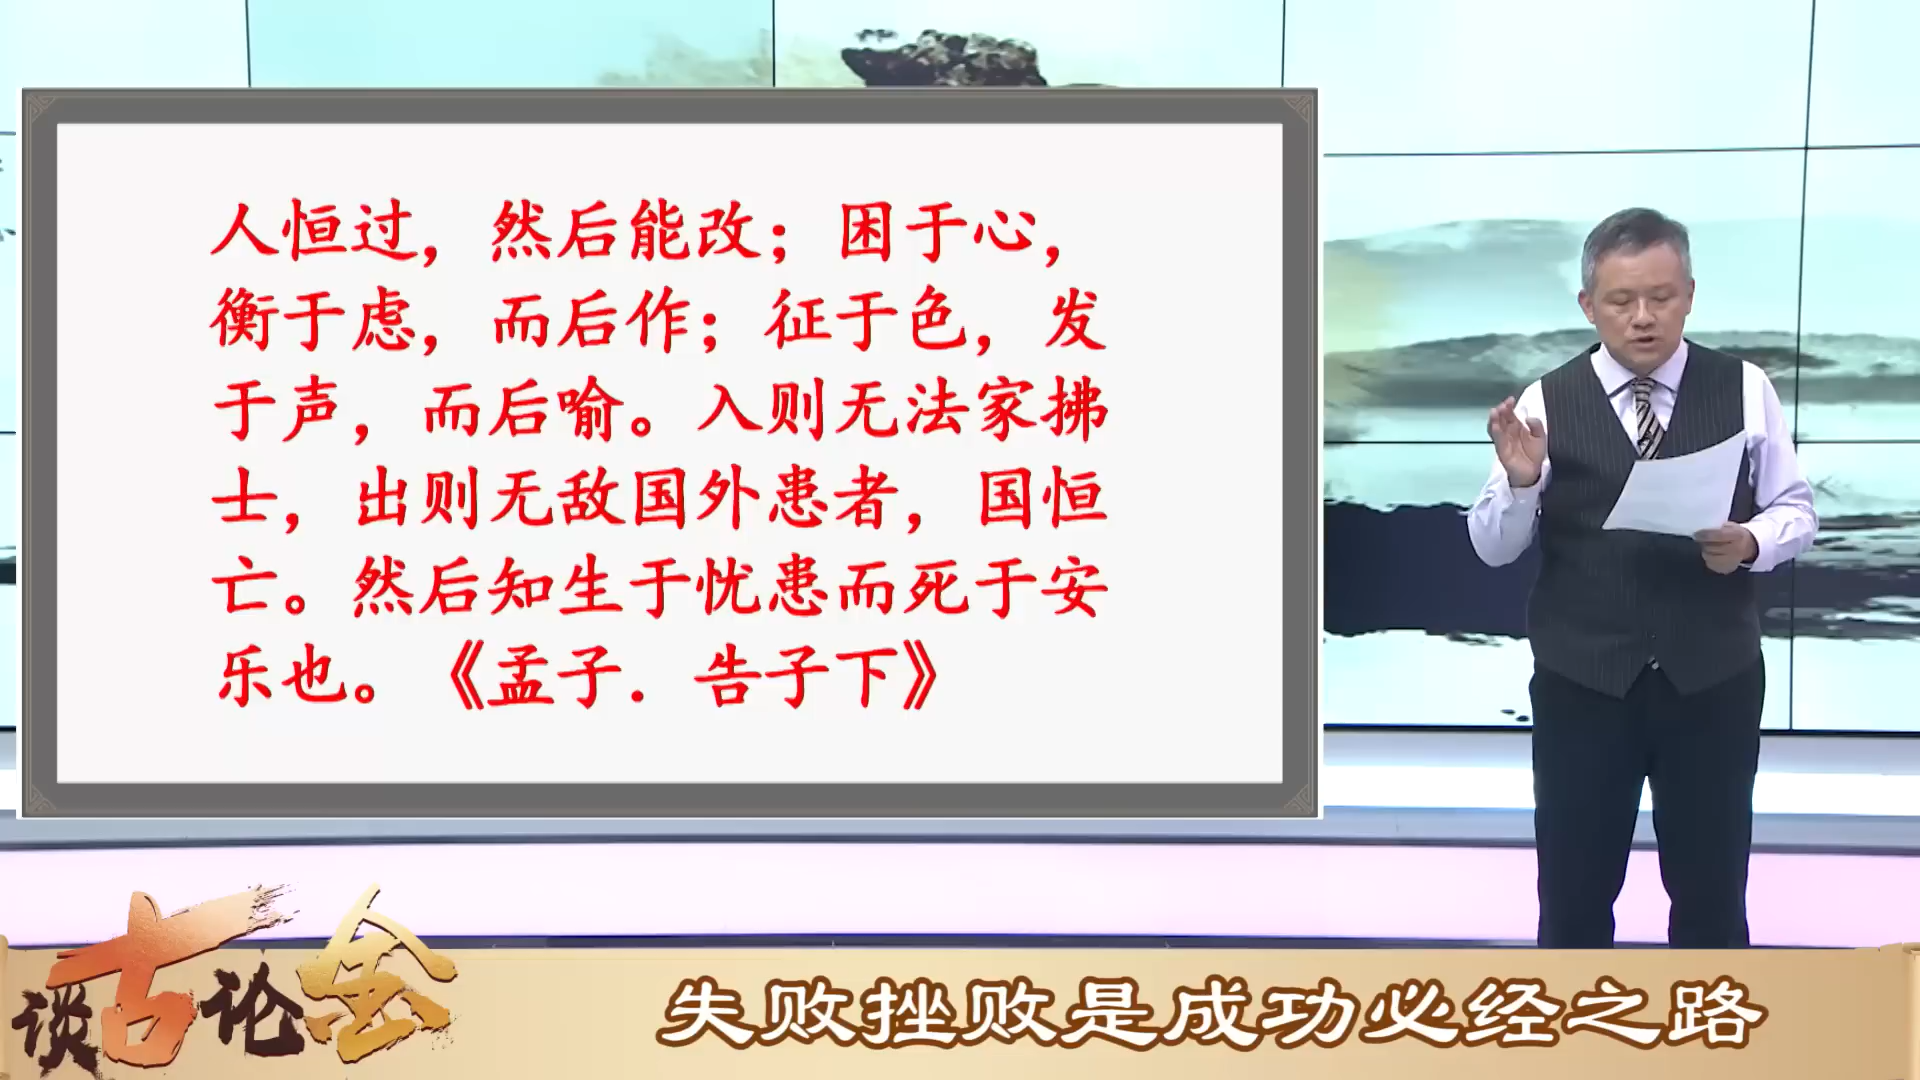 人恒过，然后能改；困于心，
衡于虑，而后作；征于色，发
于声，而后喻。入则无法家拂
士，出则无敌国外患者，国恒
亡。然后知生于忧患而死于安
乐也。《孟子．告子下》
谈古论金
失败挫败是成功必经之路